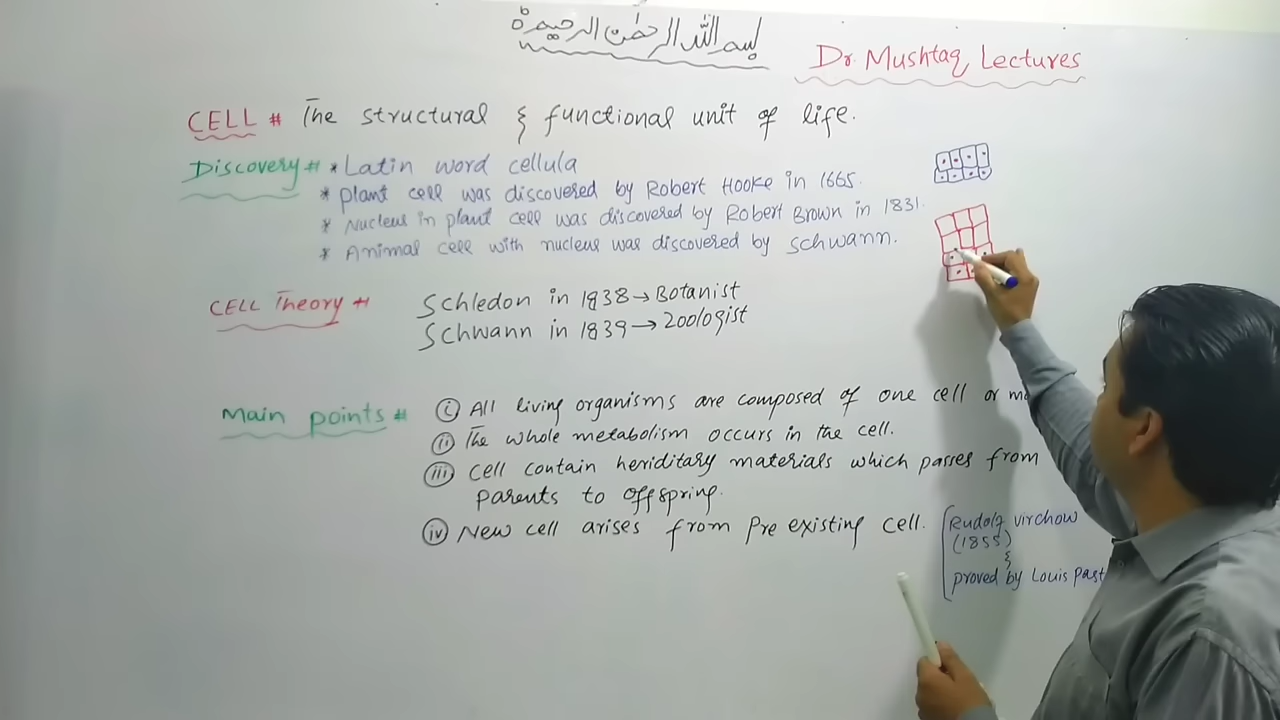 بسم الله الرحمن الرحيم
Dr. Mushtaq Lectures
CELL # The structural & functional unit of life.
Discovery # * Latin word cellula
* Plant cell was discovered by Robert Hooke in 1665.
* Nucleus in plant cell was discovered by Robert Brown in 1831.
* Animal cell with nucleus was discovered by Schwann.
CELL Theory #
Schledon in 1838 → Botanist
Schwann in 1839 → Zoologist
Main points #
(i) All living organisms are composed of one cell or
(ii) The whole metabolism occurs in the cell.
(iii) Cell contain heriditary materials which passes from
parents to offspring.
(iv) New cell arises from Pre existing cell.
Rudolf virchow
(1855)
&
proved by Louis